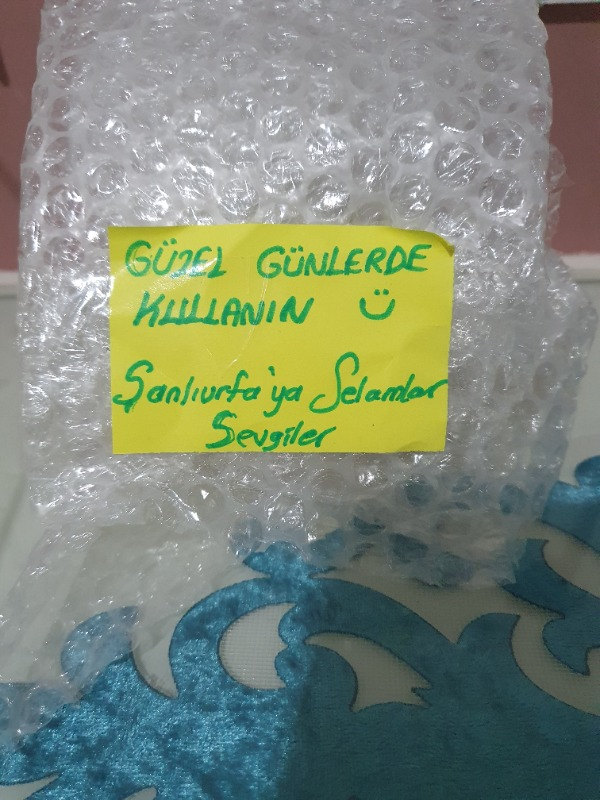 GÜZEL GÜNLERDE
KULLANIN Ü
Şanlıurfa'ya Selamlar
Sevgiler